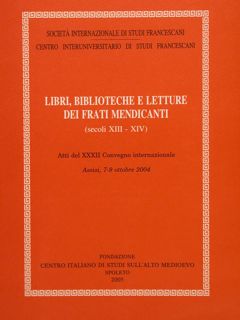 SOCIETÀ INTERNAZIONALE DI STUDI FRANCESCANI
CENTRO INTERUNIVERSITARIO DI STUDI FRANCESCANI
LIBRI, BIBLIOTECHE E LETTURE
DEI FRATI MENDICANTI
(secoli XIII - XIV)
Atti del XXXII Convegno internazionale
Assisi, 7-9 ottobre 2004
FONDAZIONE
CENTRO ITALIANO DI STUDI SULL'ALTO MEDIOEVO
SPOLETO
2005